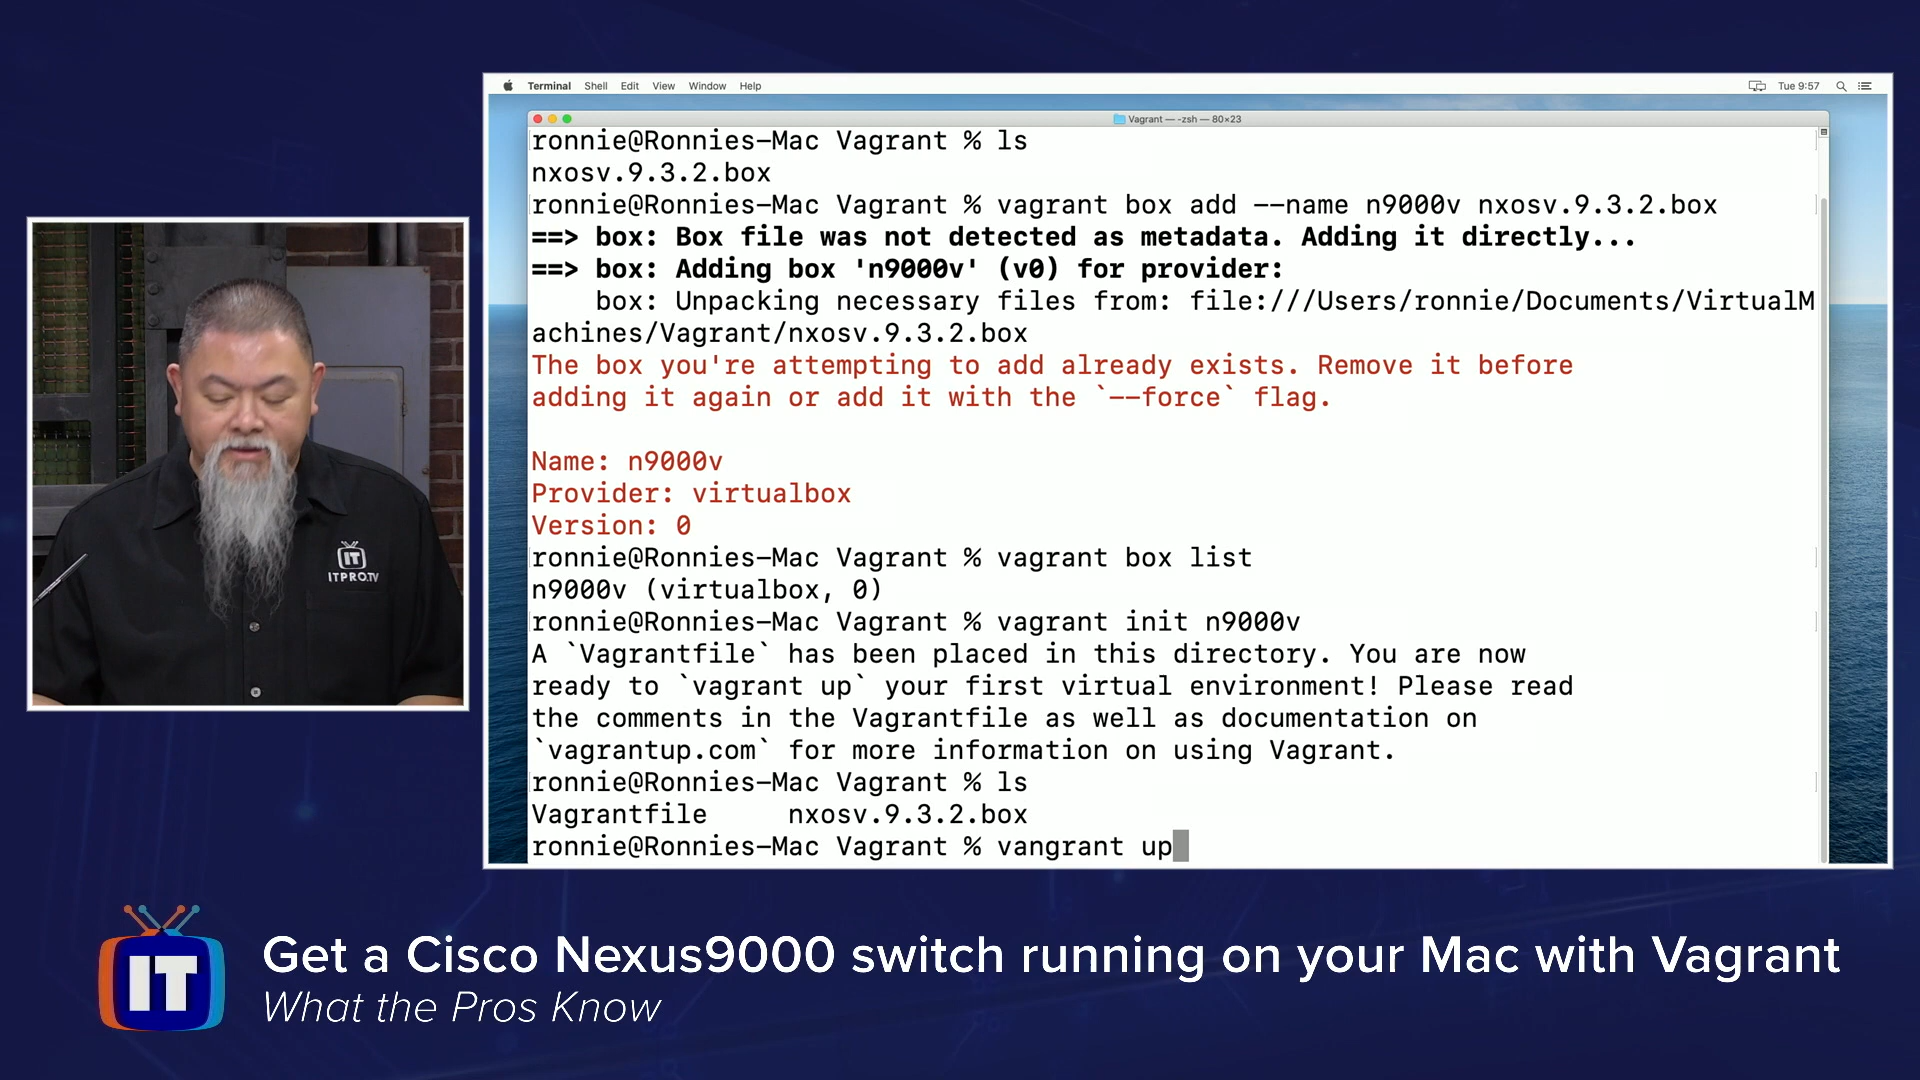 Terminal Shell Edit View Window Help Tue 9:57
Vagrant — -zsh — 80×23
ronnie@Ronnies-Mac Vagrant % ls
nxosv.9.3.2.box
ronnie@Ronnies-Mac Vagrant % vagrant box add --name n9000v nxosv.9.3.2.box
==> box: Box file was not detected as metadata. Adding it directly...
==> box: Adding box 'n9000v' (v0) for provider:
box: Unpacking necessary files from: file:///Users/ronnie/Documents/VirtualM
achines/Vagrant/nxosv.9.3.2.box
The box you're attempting to add already exists. Remove it before
adding it again or add it with the `--force` flag.
Name: n9000v
Provider: virtualbox
Version: 0
ronnie@Ronnies-Mac Vagrant % vagrant box list
n9000v (virtualbox, 0)
ronnie@Ronnies-Mac Vagrant % vagrant init n9000v
A `Vagrantfile` has been placed in this directory. You are now
ready to `vagrant up` your first virtual environment! Please read
the comments in the Vagrantfile as well as documentation on
`vagrantup.com` for more information on using Vagrant.
ronnie@Ronnies-Mac Vagrant % ls
Vagrantfile nxosv.9.3.2.box
ronnie@Ronnies-Mac Vagrant % vangrant up
IT
ITPRO.TV
IT
Get a Cisco Nexus9000 switch running on your Mac with Vagrant
What the Pros Know